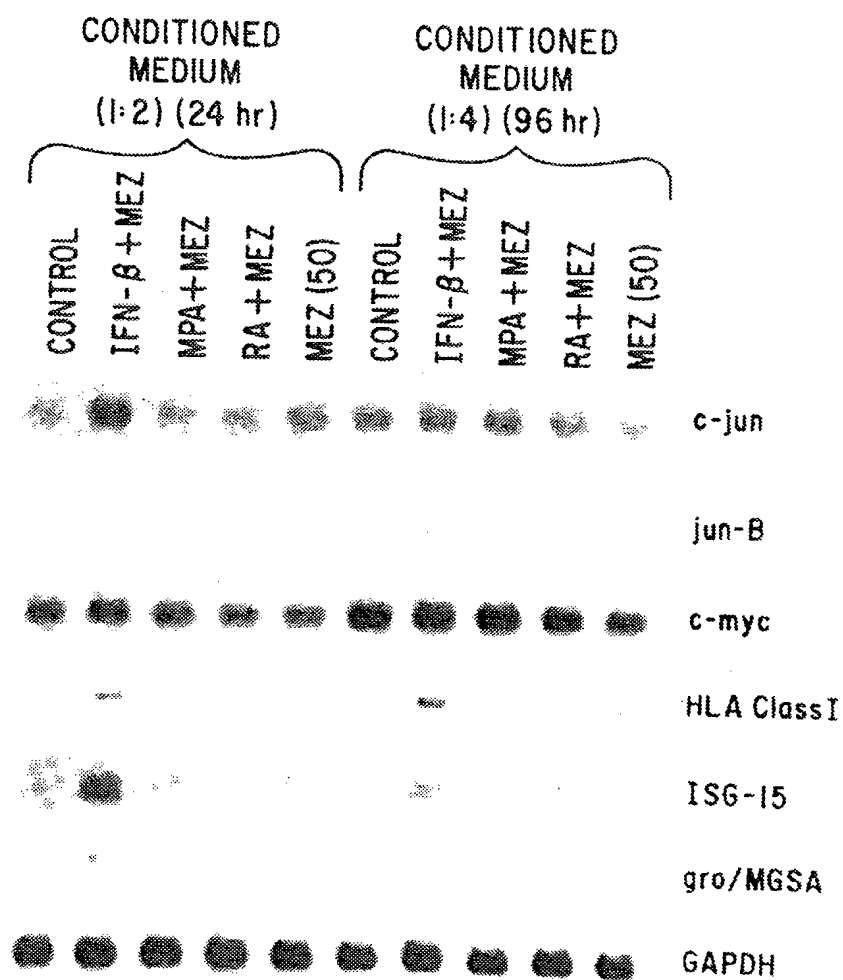 CONDITIONED
MEDIUM
(1:2) (24 hr)
CONDITIONED
MEDIUM
(1:4) (96 hr)
CONTROL
IFN-β+MEZ
MPA+MEZ
RA+MEZ
MEZ (50)
CONTROL
IFN-β+MEZ
MPA+MEZ
RA+MEZ
MEZ (50)
c-jun
jun-B
c-myc
HLA Class I
ISG-15
gro/MGSA
GAPDH